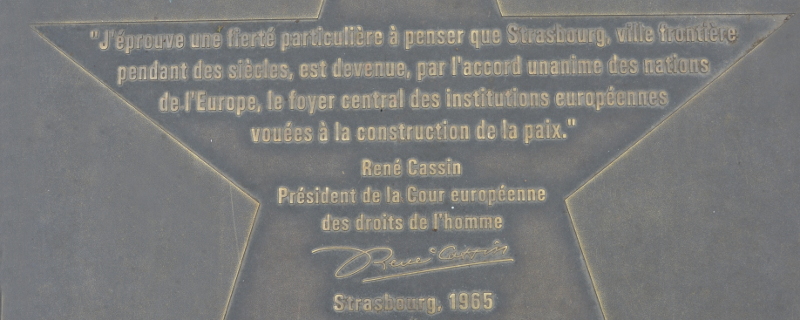 "J'éprouve une fierté particulière à penser que Strasbourg, ville frontière
pendant des siècles, est devenue, par l'accord unanime des nations
de l'Europe, le foyer central des institutions européennes
vouées à la construction de la paix."
René Cassin
Président de la Cour européenne
des droits de l'homme
René Cassin
Strasbourg, 1965